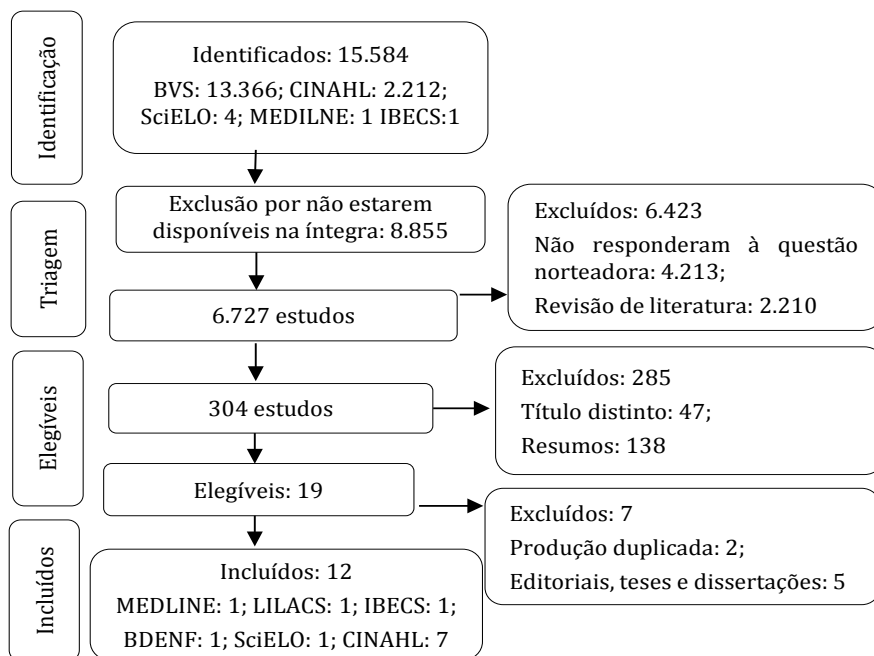 Identificação
Identificados: 15.584
BVS: 13.366; CINAHL: 2.212;
SciELO: 4; MEDILNE: 1 IBECS:1
Triagem
Exclusão por não estarem
disponíveis na íntegra: 8.855
6.727 estudos
Excluídos: 6.423
Não responderam à questão
norteadora: 4.213;
Revisão de literatura: 2.210
Elegíveis
304 estudos
Excluídos: 285
Título distinto: 47;
Resumos: 138
Elegíveis: 19
Excluídos: 7
Produção duplicada: 2;
Editoriais, teses e dissertações: 5
Incluídos
Incluídos: 12
MEDLINE: 1; LILACS: 1; IBECS: 1;
BDENF: 1; SciELO: 1; CINAHL: 7